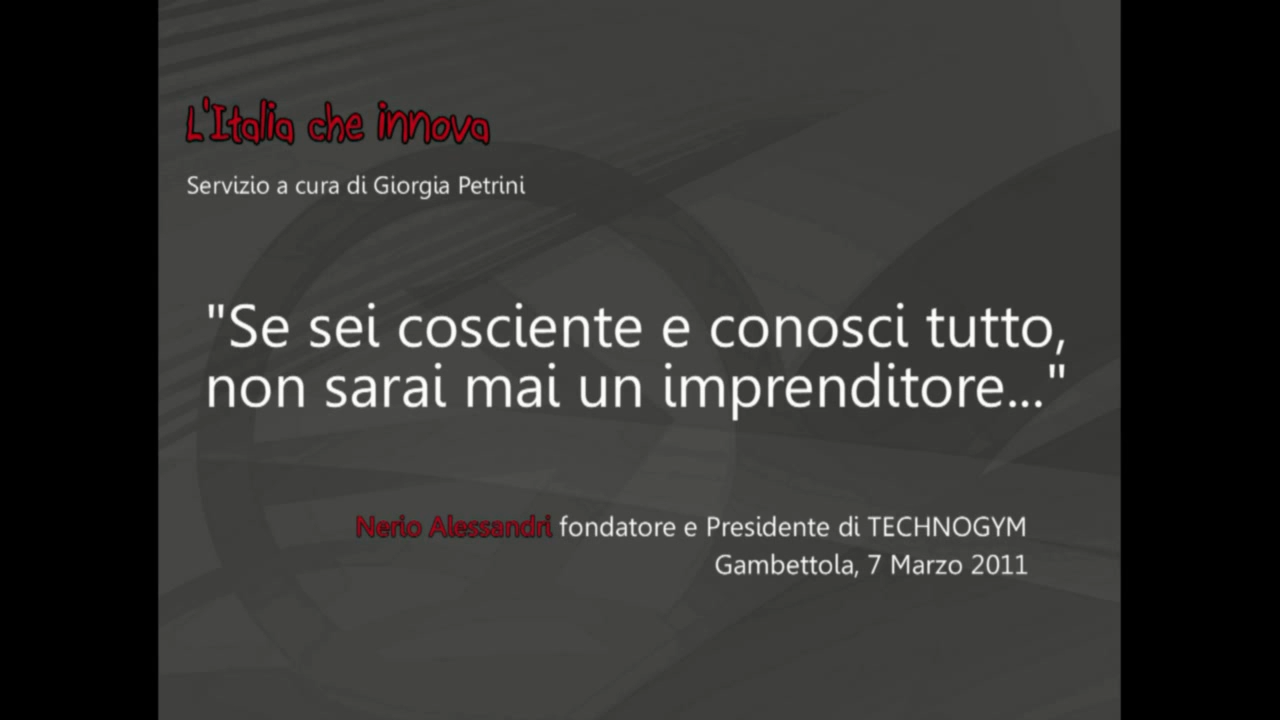 L'Italia che innova
Servizio a cura di Giorgia Petrini
"Se sei cosciente e conosci tutto,
non sarai mai un imprenditore..."
Nerio Alessandri fondatore e Presidente di TECHNOGYM
Gambettola, 7 Marzo 2011